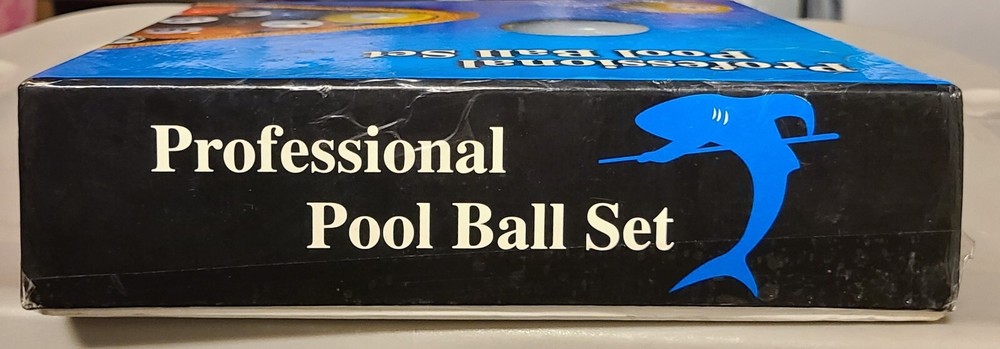 Professional
Pool Ball Set
Professional
Pool Ball Set